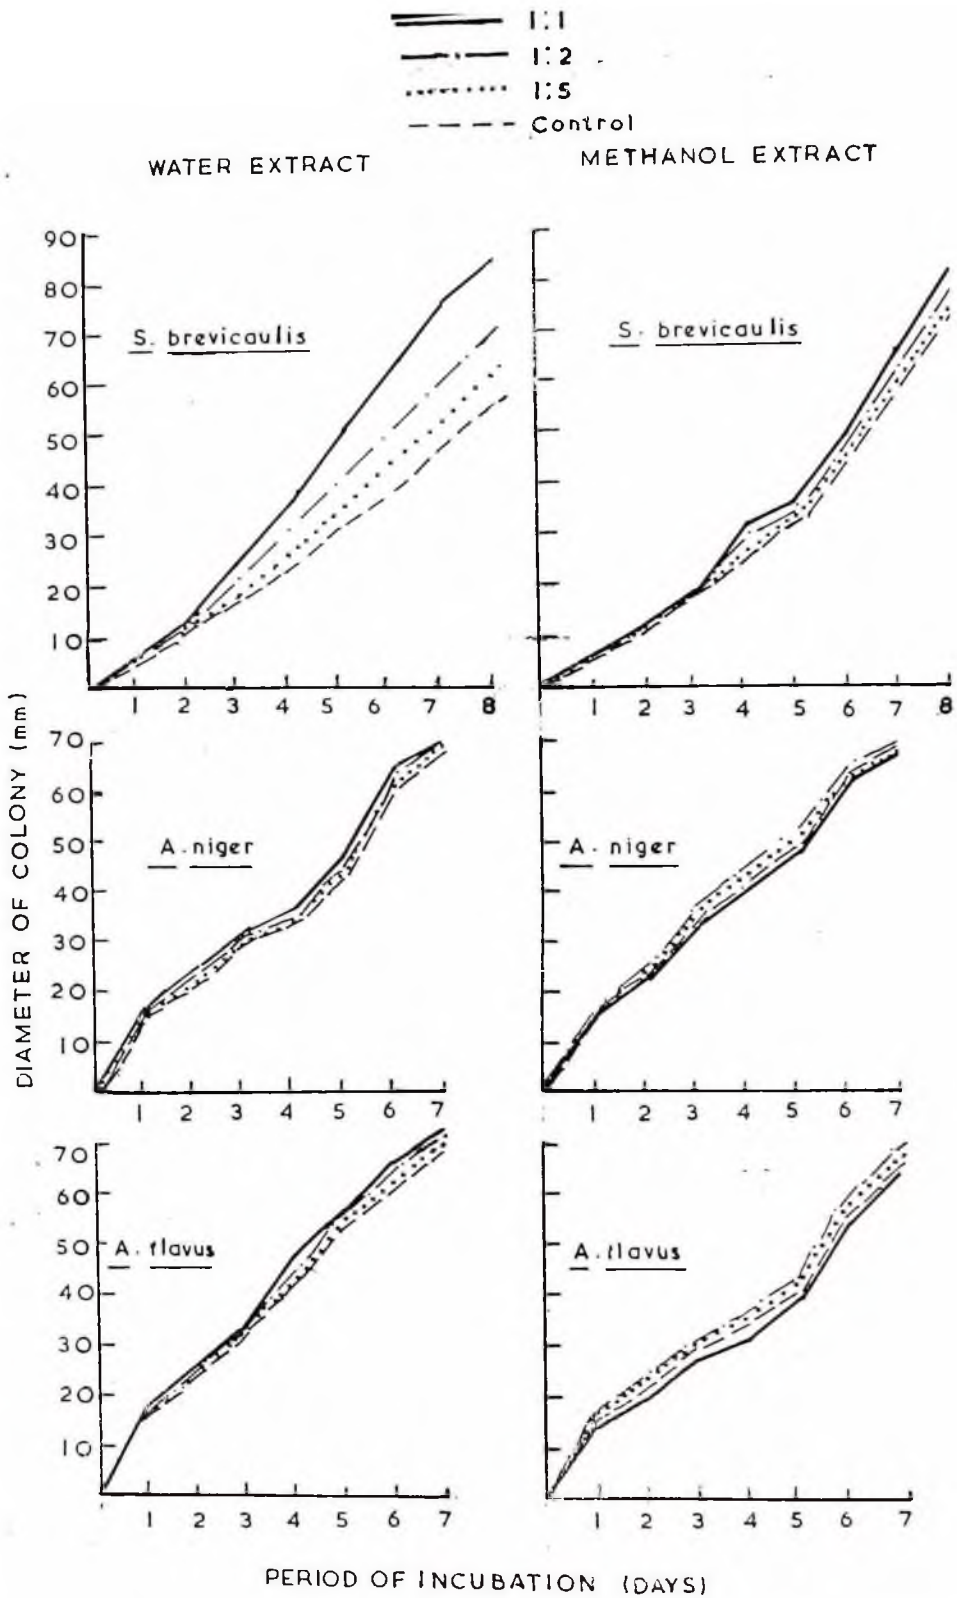 1:1
1:2
1:5
Control
WATER EXTRACT
METHANOL EXTRACT
90
80
70
60
50
40
30
20
10
S. brevicaulis
1 2 3 4 5 6 7 8
S. brevicaulis
1 2 3 4 5 6 7 8
DIAMETER OF COLONY (mm)
70
60
50
40
30
20
10
A. niger
1 2 3 4 5 6 7
A. niger
1 2 3 4 5 6 7
70
60
50
40
30
20
10
A. flavus
1 2 3 4 5 6 7
A. flavus
1 2 3 4 5 6 7
PERIOD OF INCUBATION (DAYS)